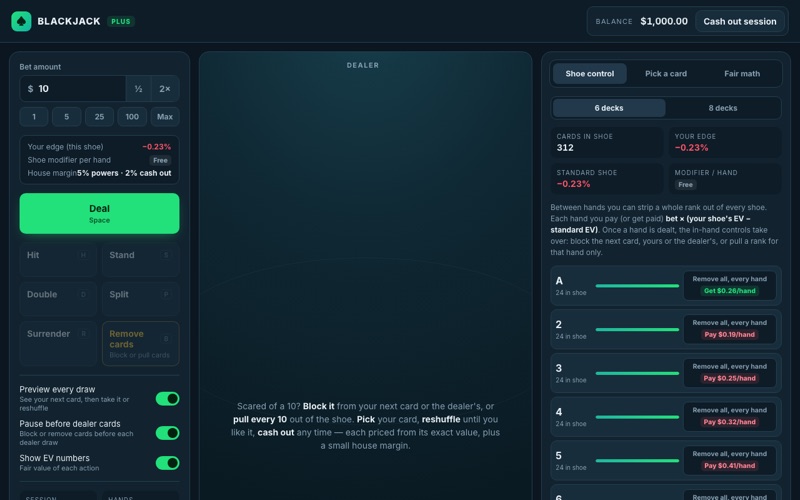 BLACKJACK PLUS
BALANCE $1,000.00 Cash out session
Bet amount
$ 10 ½ 2×
1 5 25 100 Max
Your edge (this shoe) −0.23%
Shoe modifier per hand Free
House margin 5% powers · 2% cash out
Deal
Space
Hit H Stand S
Double D Split P
Surrender R Remove cards
Block or pull cards
Preview every draw
See your next card, then take it or
reshuffle
Pause before dealer cards
Block or remove cards before each
dealer draw
Show EV numbers
Fair value of each action
SESSION HANDS
DEALER
Scared of a 10? Block it from your next card or the dealer's, or
pull every 10 out of the shoe. Pick your card, reshuffle until you
like it, cash out any time — each priced from its exact value, plus
a small house margin.
Shoe control Pick a card Fair math
6 decks 8 decks
CARDS IN SHOE
312
YOUR EDGE
−0.23%
STANDARD SHOE
−0.23%
MODIFIER / HAND
Free
Between hands you can strip a whole rank out of every shoe.
Each hand you pay (or get paid) bet × (your shoe's EV −
standard EV). Once a hand is dealt, the in-hand controls take
over: block the next card, yours or the dealer's, or pull a rank for
that hand only.
A
24 in shoe
Remove all, every hand
Get $0.26/hand
2
24 in shoe
Remove all, every hand
Pay $0.19/hand
3
24 in shoe
Remove all, every hand
Pay $0.25/hand
4
24 in shoe
Remove all, every hand
Pay $0.32/hand
5
24 in shoe
Remove all, every hand
Pay $0.41/hand
6
Remove all, every hand